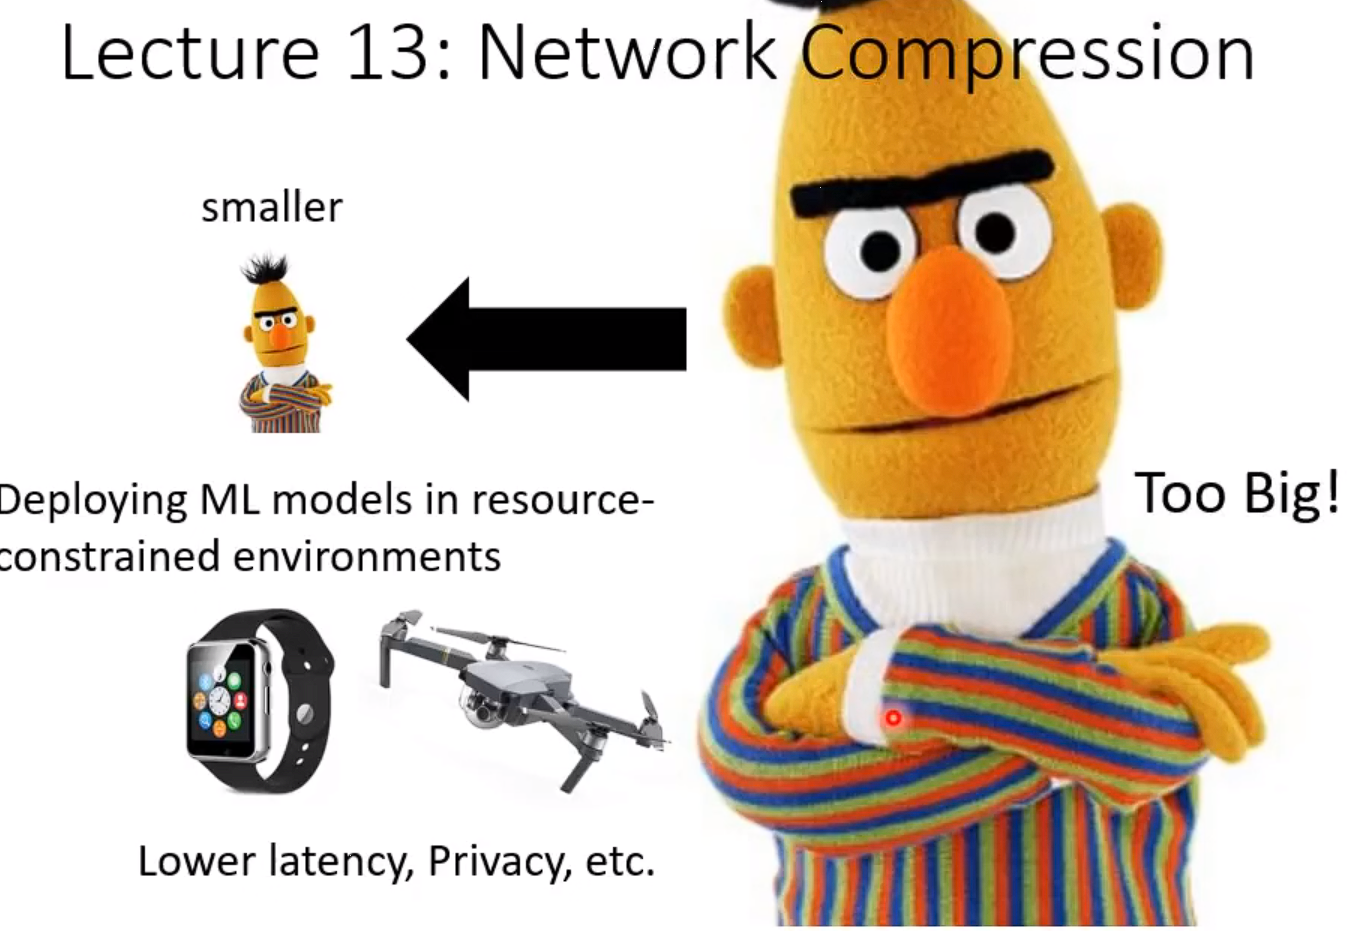 Lecture 13: Network Compression
smaller
Too Big!
Deploying ML models in resource-
constrained environments
Lower latency, Privacy, etc.